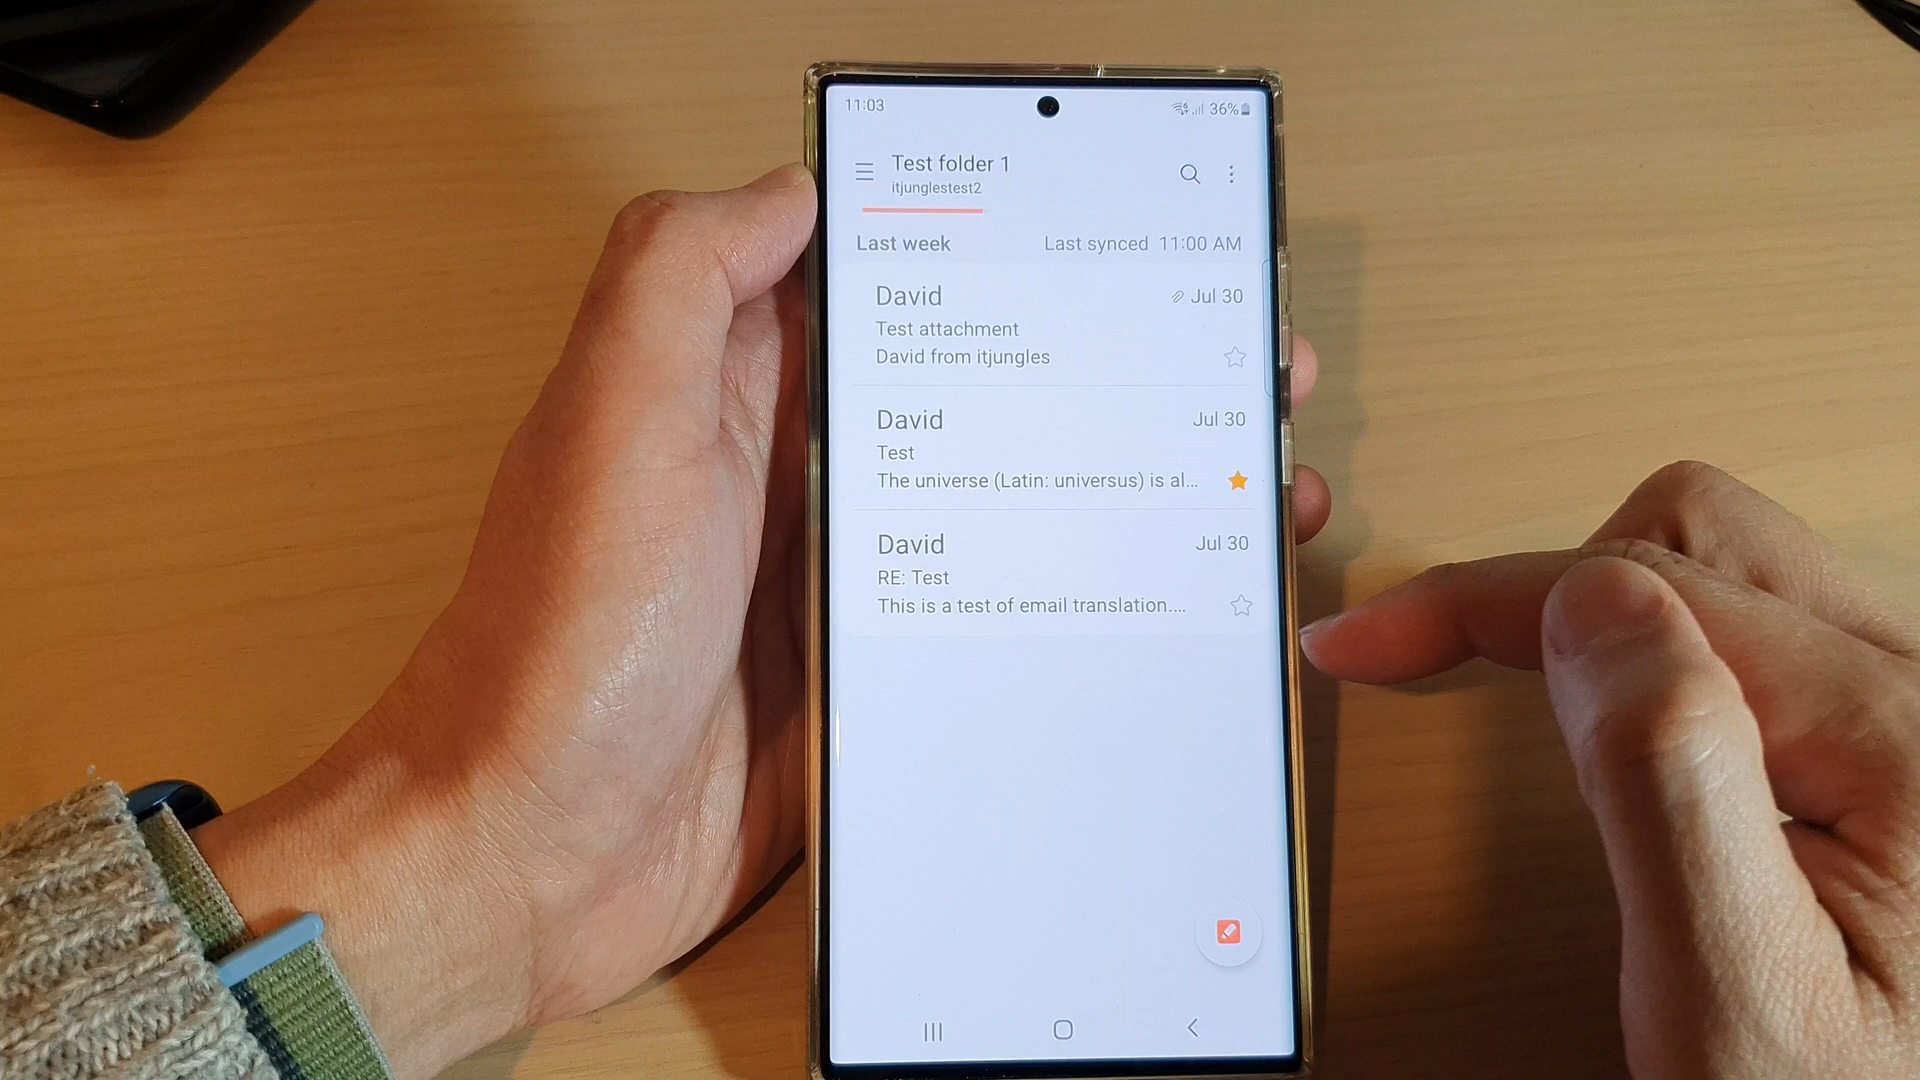 11:03
36%
Test folder 1
itjunglestest2
Last week
Last synced 11:00 AM
David
Jul 30
Test attachment
David from itjungles
David
Jul 30
Test
The universe (Latin: universus) is al...
David
Jul 30
RE: Test
This is a test of email translation....